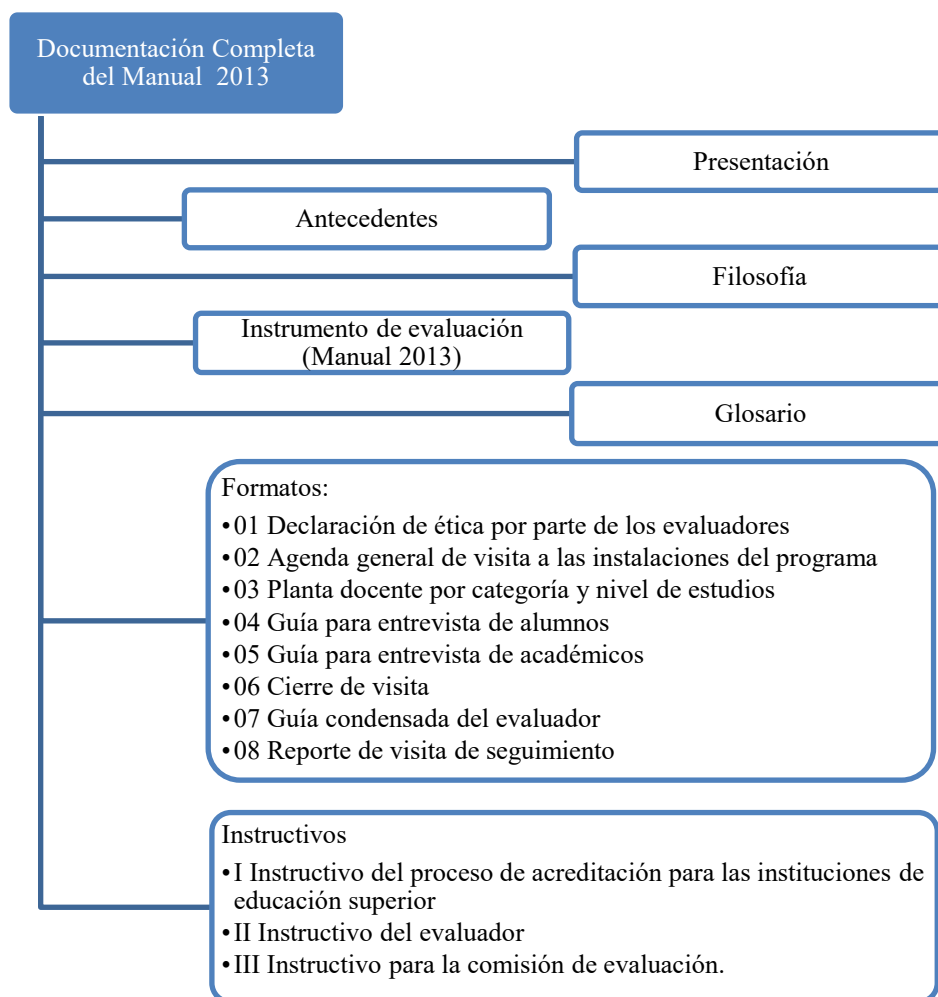 Documentación Completa
del Manual 2013
Presentación
Antecedentes
Filosofía
Instrumento de evaluación
(Manual 2013)
Glosario
Formatos:
•01 Declaración de ética por parte de los evaluadores
•02 Agenda general de visita a las instalaciones del programa
•03 Planta docente por categoría y nivel de estudios
•04 Guía para entrevista de alumnos
•05 Guía para entrevista de académicos
•06 Cierre de visita
•07 Guía condensada del evaluador
•08 Reporte de visita de seguimiento
Instructivos
•I Instructivo del proceso de acreditación para las instituciones de
educación superior
•II Instructivo del evaluador
•III Instructivo para la comisión de evaluación.